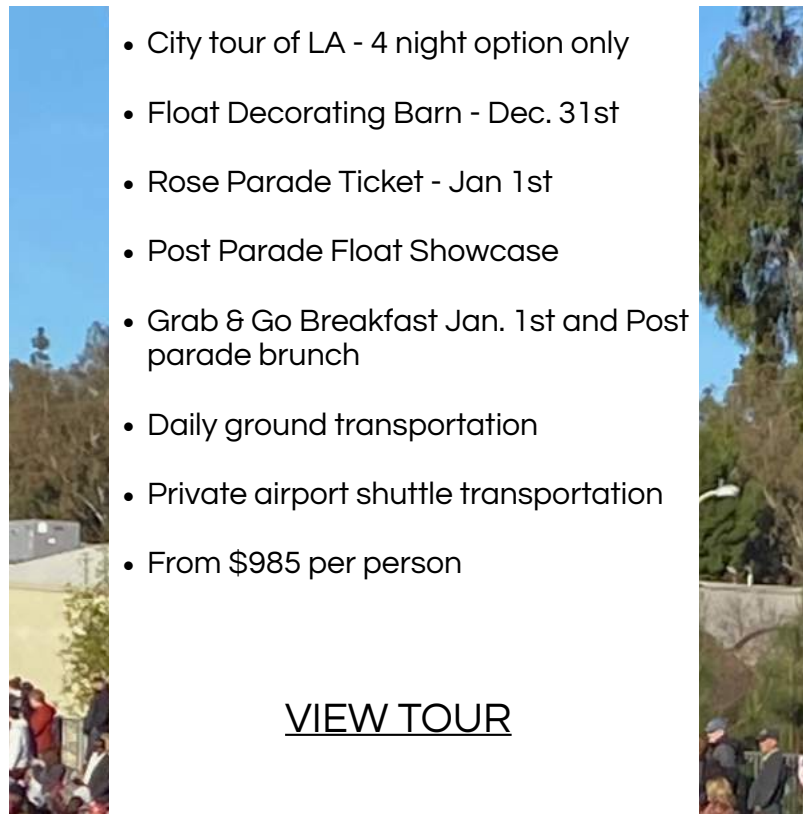 • City tour of LA - 4 night option only
• Float Decorating Barn - Dec. 31st
• Rose Parade Ticket - Jan 1st
• Post Parade Float Showcase
• Grab & Go Breakfast Jan. 1st and Post
parade brunch
• Daily ground transportation
• Private airport shuttle transportation
• From $985 per person
VIEW TOUR